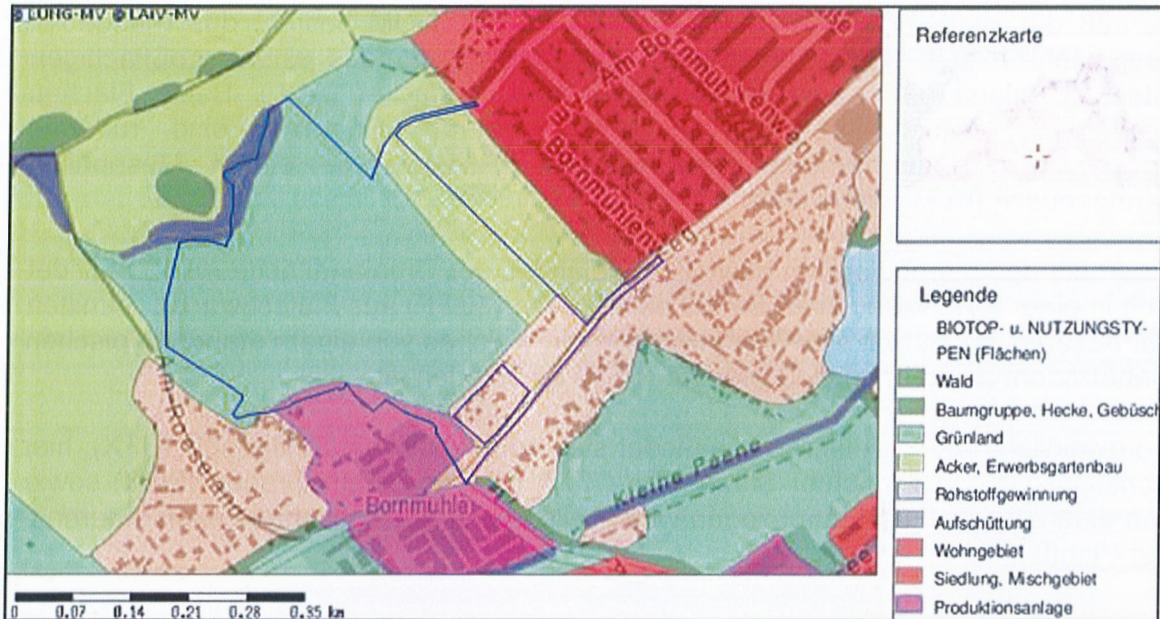 © LUNG-MV © LAiV-MV
Am Bornmühlenweg
Bornmühlenweg
Am Roeseland
Bornmühle
Kleine Peene
0 0.07 0.14 0.21 0.28 0.35 km
Referenzkarte
Legende
BIOTOP- u. NUTZUNGSTY-
PEN (Flächen)
Wald
Baumgruppe, Hecke, Gebüsch
Grünland
Acker, Erwerbsgartenbau
Rohstoffgewinnung
Aufschüttung
Wohngebiet
Siedlung, Mischgebiet
Produktionsanlage